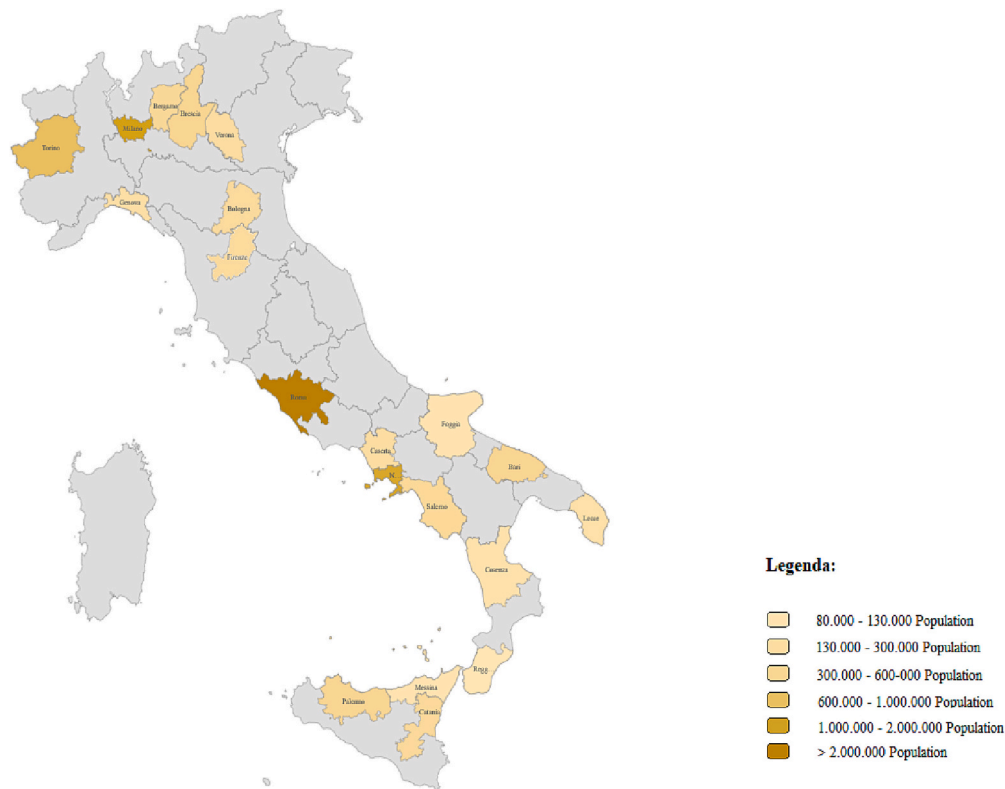 Bergamo
Brescia
Milano
Verona
Torino
Genova
Bologna
Firenze
Roma
Foggia
Caserta
Bari
N.
Salerno
Lecce
Cosenza
Regg
Messina
Palermo
Catania
Legenda:
80.000 - 130.000 Population
130.000 - 300.000 Population
300.000 - 600-000 Population
600.000 - 1.000.000 Population
1.000.000 - 2.000.000 Population
> 2.000.000 Population